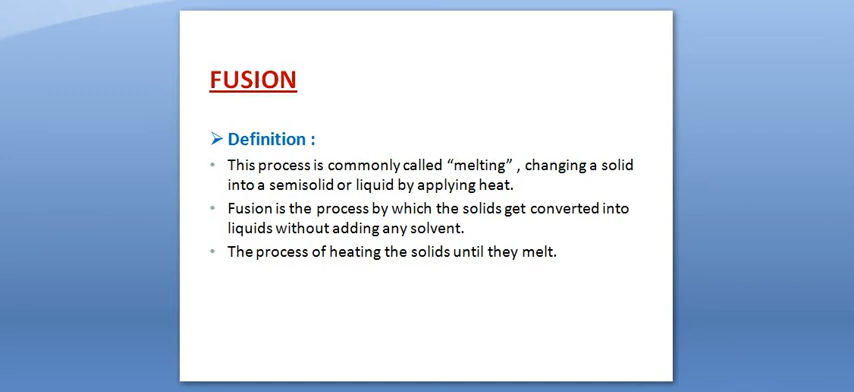 FUSION
➢ Definition :
• This process is commonly called “melting” , changing a solid
into a semisolid or liquid by applying heat.
• Fusion is the process by which the solids get converted into
liquids without adding any solvent.
• The process of heating the solids until they melt.